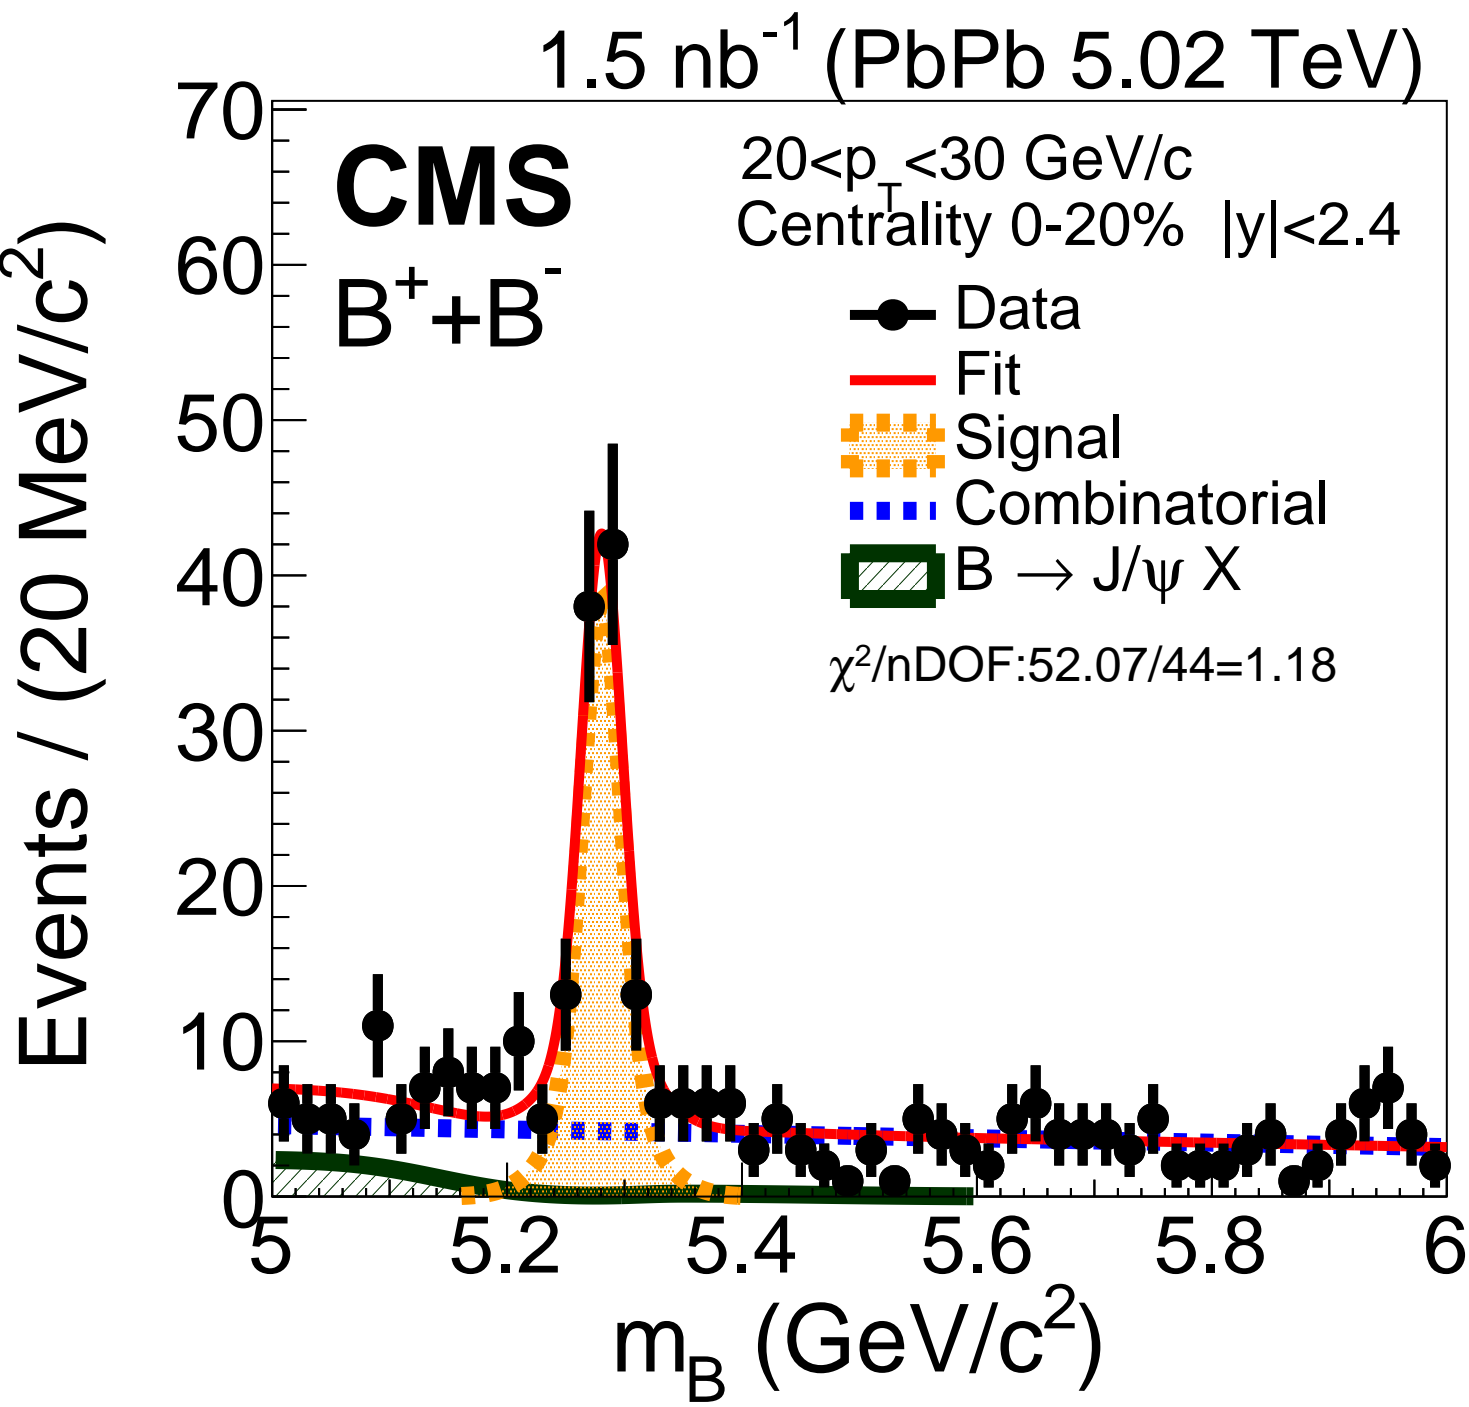 1.5 nb⁻¹ (PbPb 5.02 TeV)
CMS
B⁺+B⁻
20<p_T<30 GeV/c
Centrality 0-20% |y|<2.4
Data
Fit
Signal
Combinatorial
B → J/ψ X
χ²/nDOF:52.07/44=1.18
Events / (20 MeV/c²)
70
60
50
40
30
20
10
0
5 5.2 5.4 5.6 5.8 6
m_B (GeV/c²)